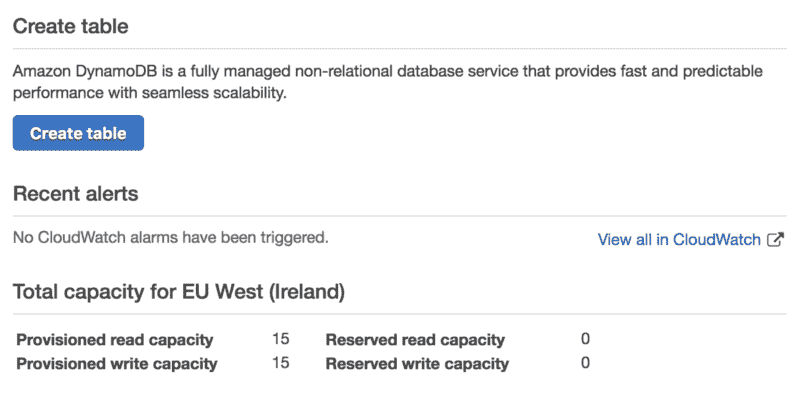 Create table
Amazon DynamoDB is a fully managed non-relational database service that provides fast and predictable
performance with seamless scalability.
Create table
Recent alerts
No CloudWatch alarms have been triggered.
View all in CloudWatch
Total capacity for EU West (Ireland)
Provisioned read capacity 15 Reserved read capacity 0
Provisioned write capacity 15 Reserved write capacity 0